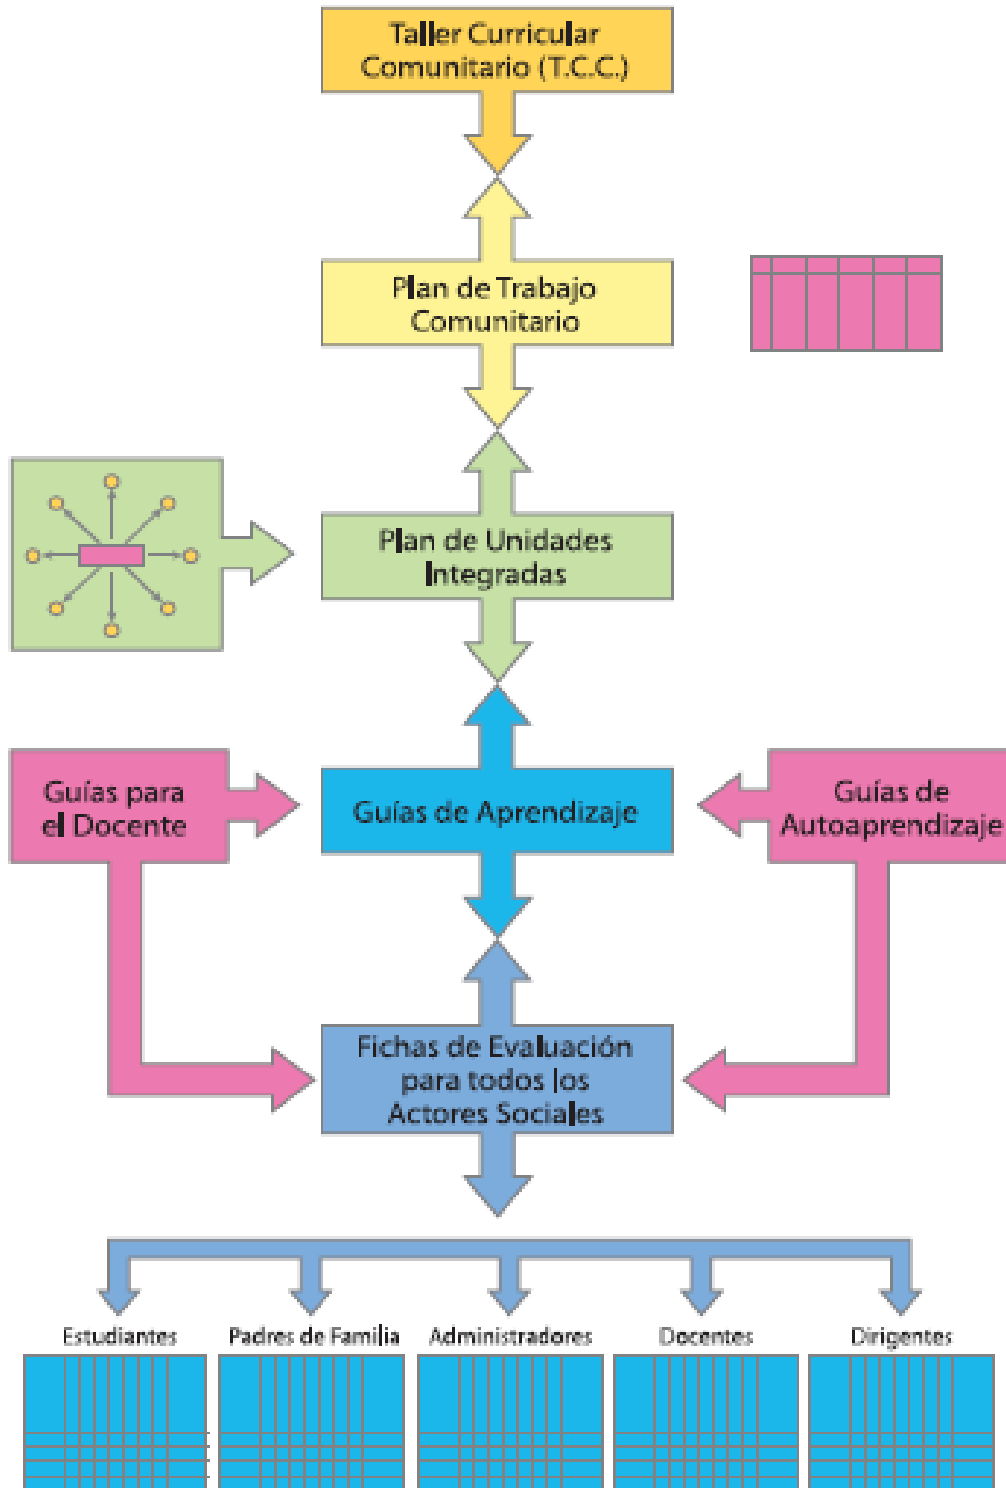 Taller Curricular
Comunitario (T.C.C.)
Plan de Trabajo
Comunitario
Plan de Unidades
Integradas
Guías para
el Docente
Guías de Aprendizaje
Guías de
Autoaprendizaje
Fichas de Evaluación
para todos los
Actores Sociales
Estudiantes
Padres de Familia
Administradores
Docentes
Dirigentes